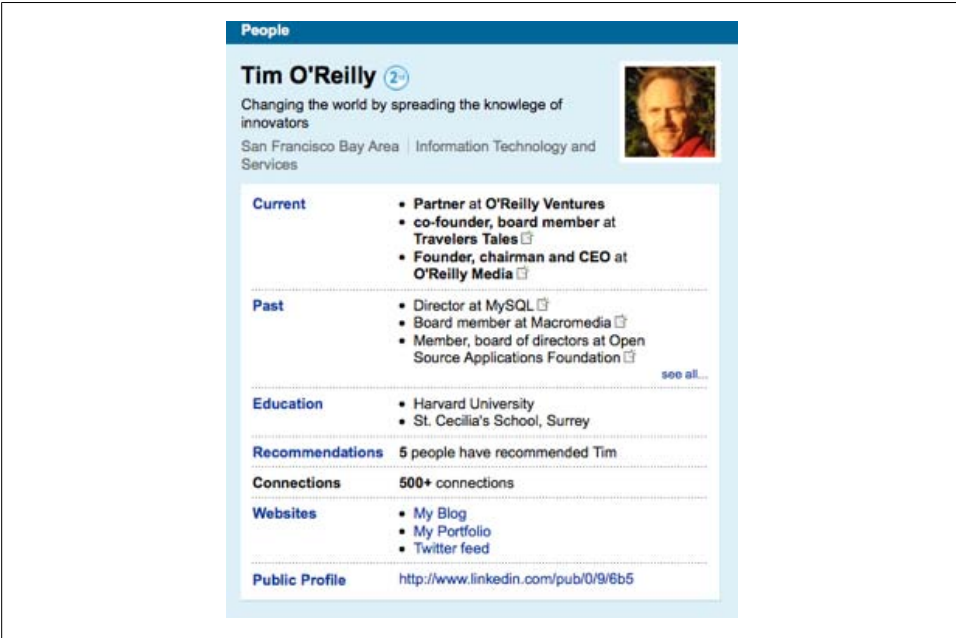 People
Tim O'Reilly 2nd
Changing the world by spreading the knowlege of
innovators
San Francisco Bay Area | Information Technology and
Services
Current
• Partner at O'Reilly Ventures
• co-founder, board member at
Travelers Tales
• Founder, chairman and CEO at
O'Reilly Media
Past
• Director at MySQL
• Board member at Macromedia
• Member, board of directors at Open
Source Applications Foundation
see all...
Education
• Harvard University
• St. Cecilia's School, Surrey
Recommendations 5 people have recommended Tim
Connections 500+ connections
Websites
• My Blog
• My Portfolio
• Twitter feed
Public Profile http://www.linkedin.com/pub/0/9/6b5